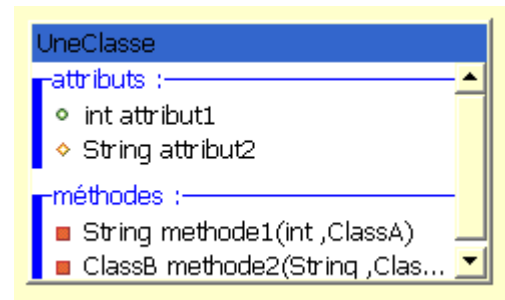 UneClasse
attributs :
int attribut1
String attribut2
méthodes :
String methode1(int ,ClassA)
ClassB methode2(String ,Clas...